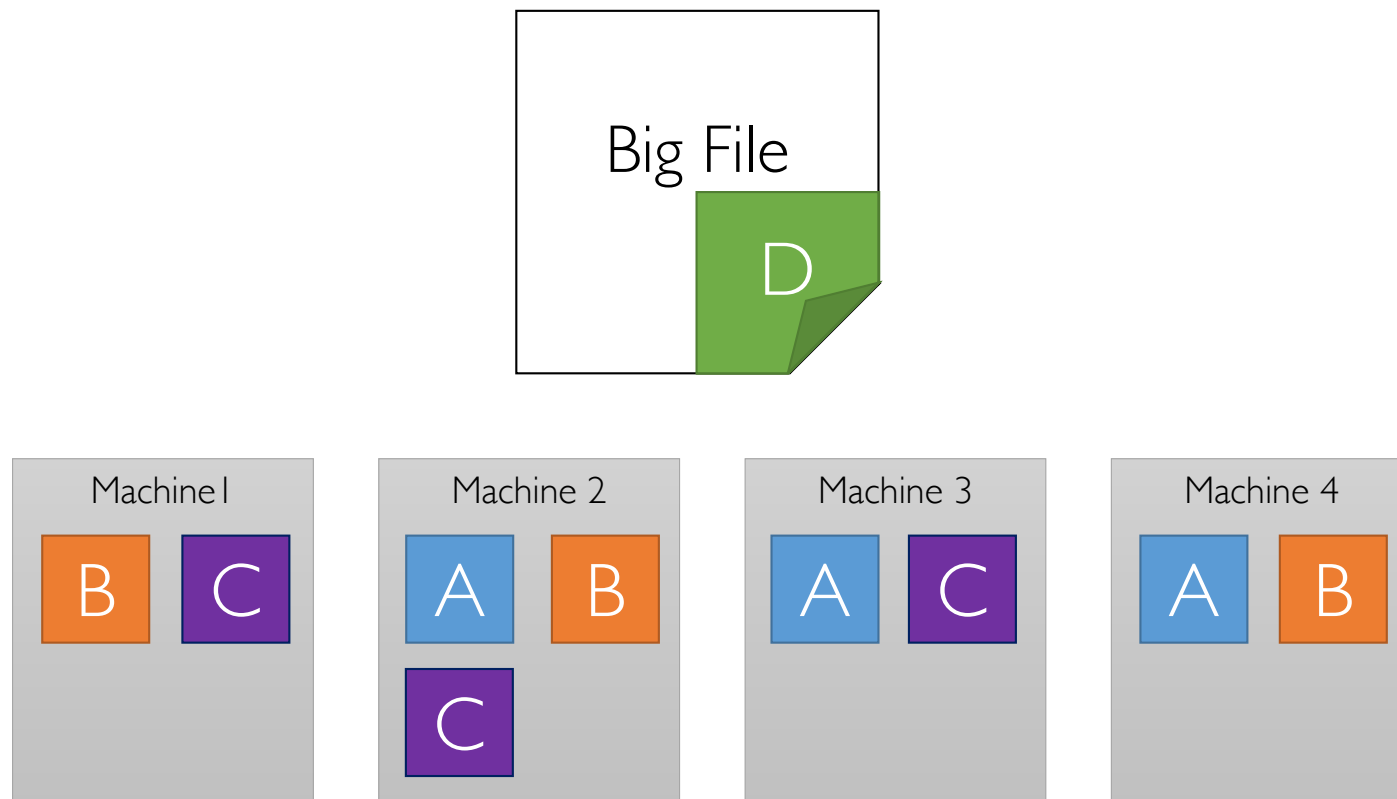 Big File
D
Machine1
B C
A B
C
Machine 2
Machine 3
A C
Machine 4
A B